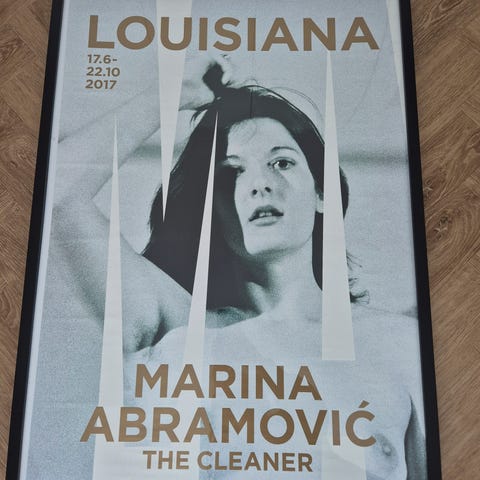 LOUISIANA
17.6–
22.10
2017
MARINA
ABRAMOVIĆ
THE CLEANER